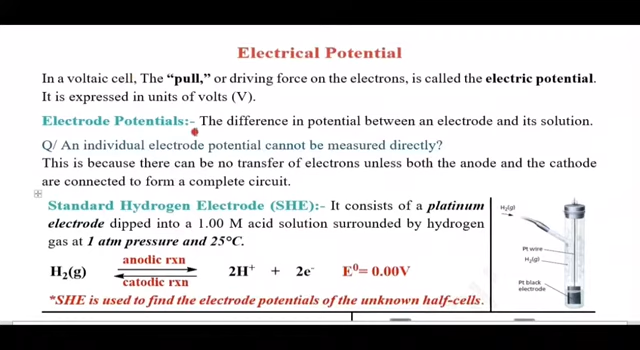 Electrical Potential
In a voltaic cell, The “pull,” or driving force on the electrons, is called the electric potential.
It is expressed in units of volts (V).
Electrode Potentials:- The difference in potential between an electrode and its solution.
Q/ An individual electrode potential cannot be measured directly?
This is because there can be no transfer of electrons unless both the anode and the cathode
are connected to form a complete circuit.
Standard Hydrogen Electrode (SHE):- It consists of a platinum
electrode dipped into a 1.00 M acid solution surrounded by hydrogen
gas at 1 atm pressure and 25°C.
anodic rxn
H₂(g) 2H⁺ + 2e⁻ E⁰= 0.00V
catodic rxn
*SHE is used to find the electrode potentials of the unknown half-cells.
H₂(g)
Pt wire
H₂(g)
Pt black
electrode